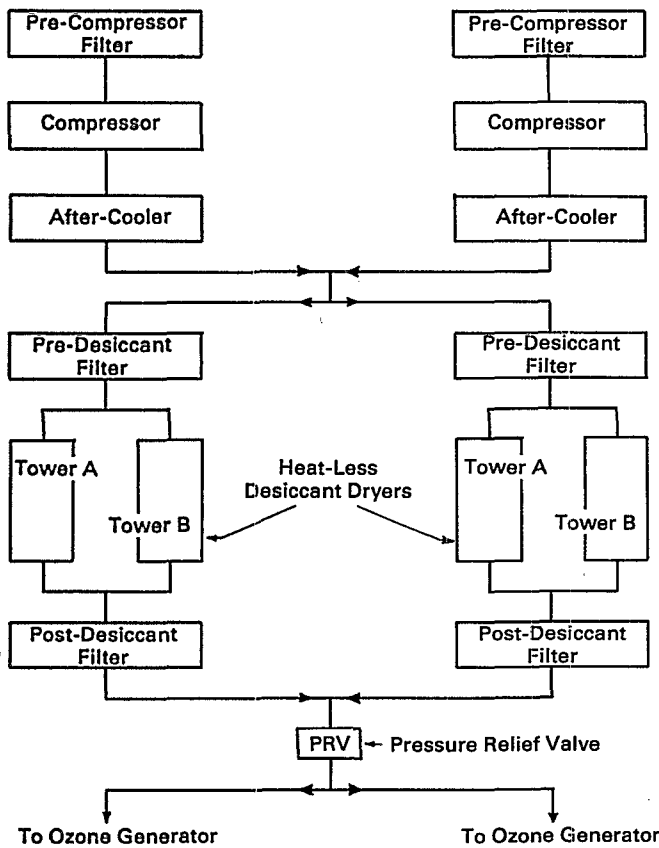 Pre-Compressor
Filter
Pre-Compressor
Filter
Compressor
Compressor
After-Cooler
After-Cooler
Pre-Desiccant
Filter
Pre-Desiccant
Filter
Tower A
Tower B
Heat-Less
Desiccant Dryers
Tower A
Tower B
Post-Desiccant
Filter
Post-Desiccant
Filter
PRV
Pressure Relief Valve
To Ozone Generator
To Ozone Generator